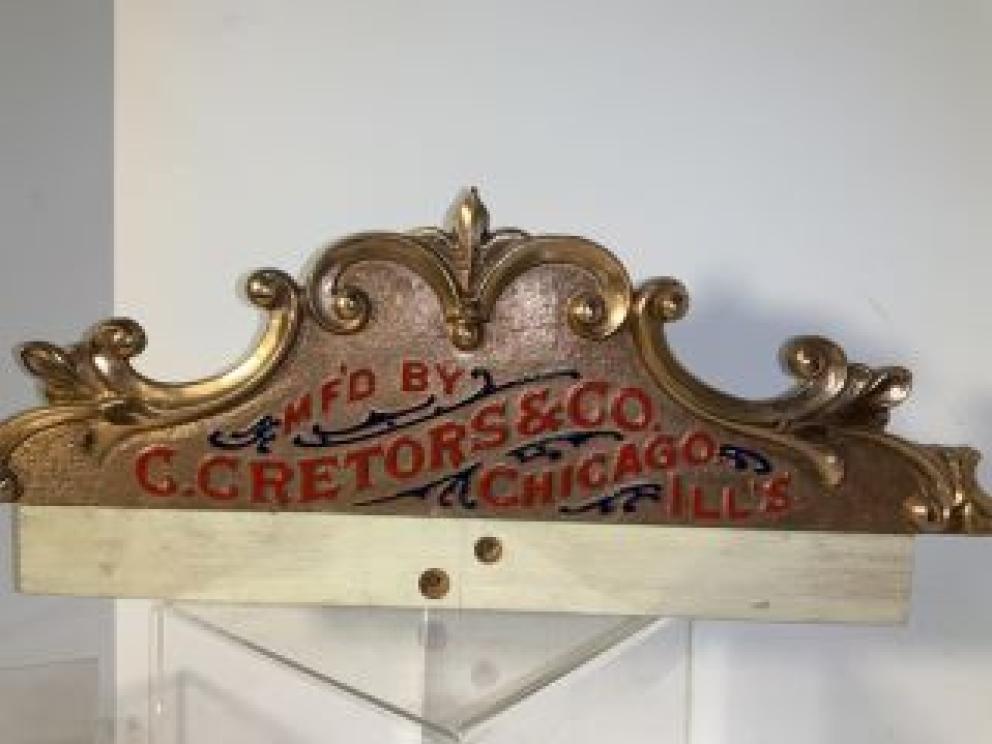 MF'D BY
C. CRETORS & CO.
CHICAGO. ILL'S.